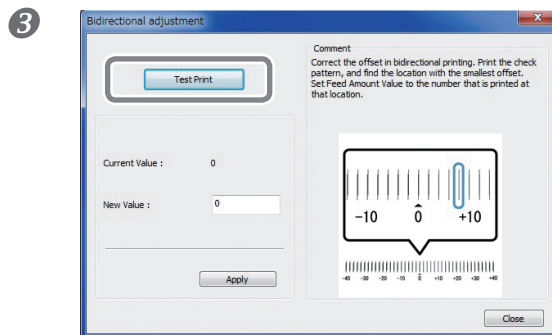 3
Bidirectional adjustment
x
Test Print
Current Value :
0
New Value :
0
Apply
Comment
Correct the offset in bidirectional printing. Print the check
pattern, and find the location with the smallest offset.
Set Feed Amount Value to the number that is printed at
that location.
-10 0 +10
-40 -30 -20 -10 0 +10 +20 +30 +40
Close